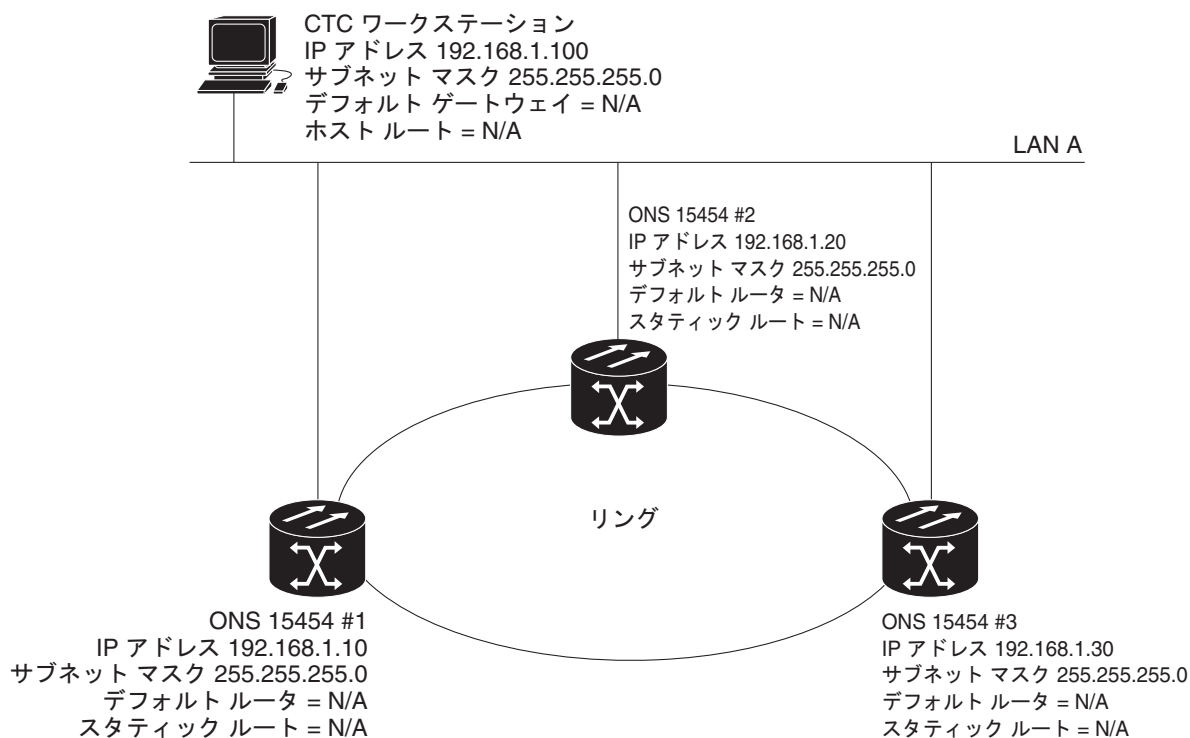 CTC ワークステーション
IP アドレス 192.168.1.100
サブネット マスク 255.255.255.0
デフォルト ゲートウェイ = N/A
ホスト ルート = N/A
LAN A
ONS 15454 #2
IP アドレス 192.168.1.20
サブネット マスク 255.255.255.0
デフォルト ルータ = N/A
スタティック ルート = N/A
リング
ONS 15454 #1
IP アドレス 192.168.1.10
サブネット マスク 255.255.255.0
デフォルト ルータ = N/A
スタティック ルート = N/A
ONS 15454 #3
IP アドレス 192.168.1.30
サブネット マスク 255.255.255.0
デフォルト ルータ = N/A
スタティック ルート = N/A